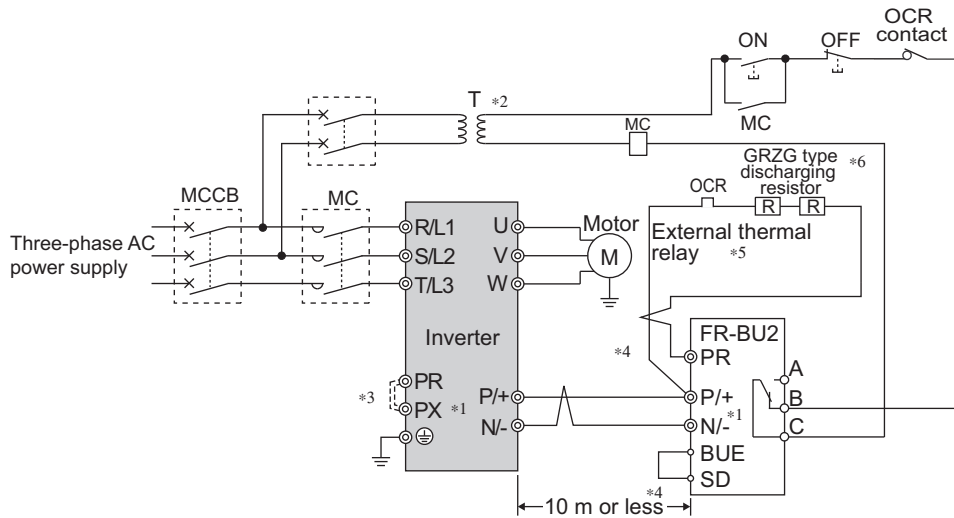 OCR
contact
ON
OFF
T *2
MC
MC
GRZG type
discharging
resistor
*6
OCR
R
R
MCCB
MC
R/L1
S/L2
T/L3
U
V
W
Motor
M
External thermal
relay *5
Three-phase AC
power supply
Inverter
FR-BU2
*4
PR
A
PR
*3
PX *1
P/+
P/+
B
N/-
N/- *1
C
BUE
SD
*4
10 m or less